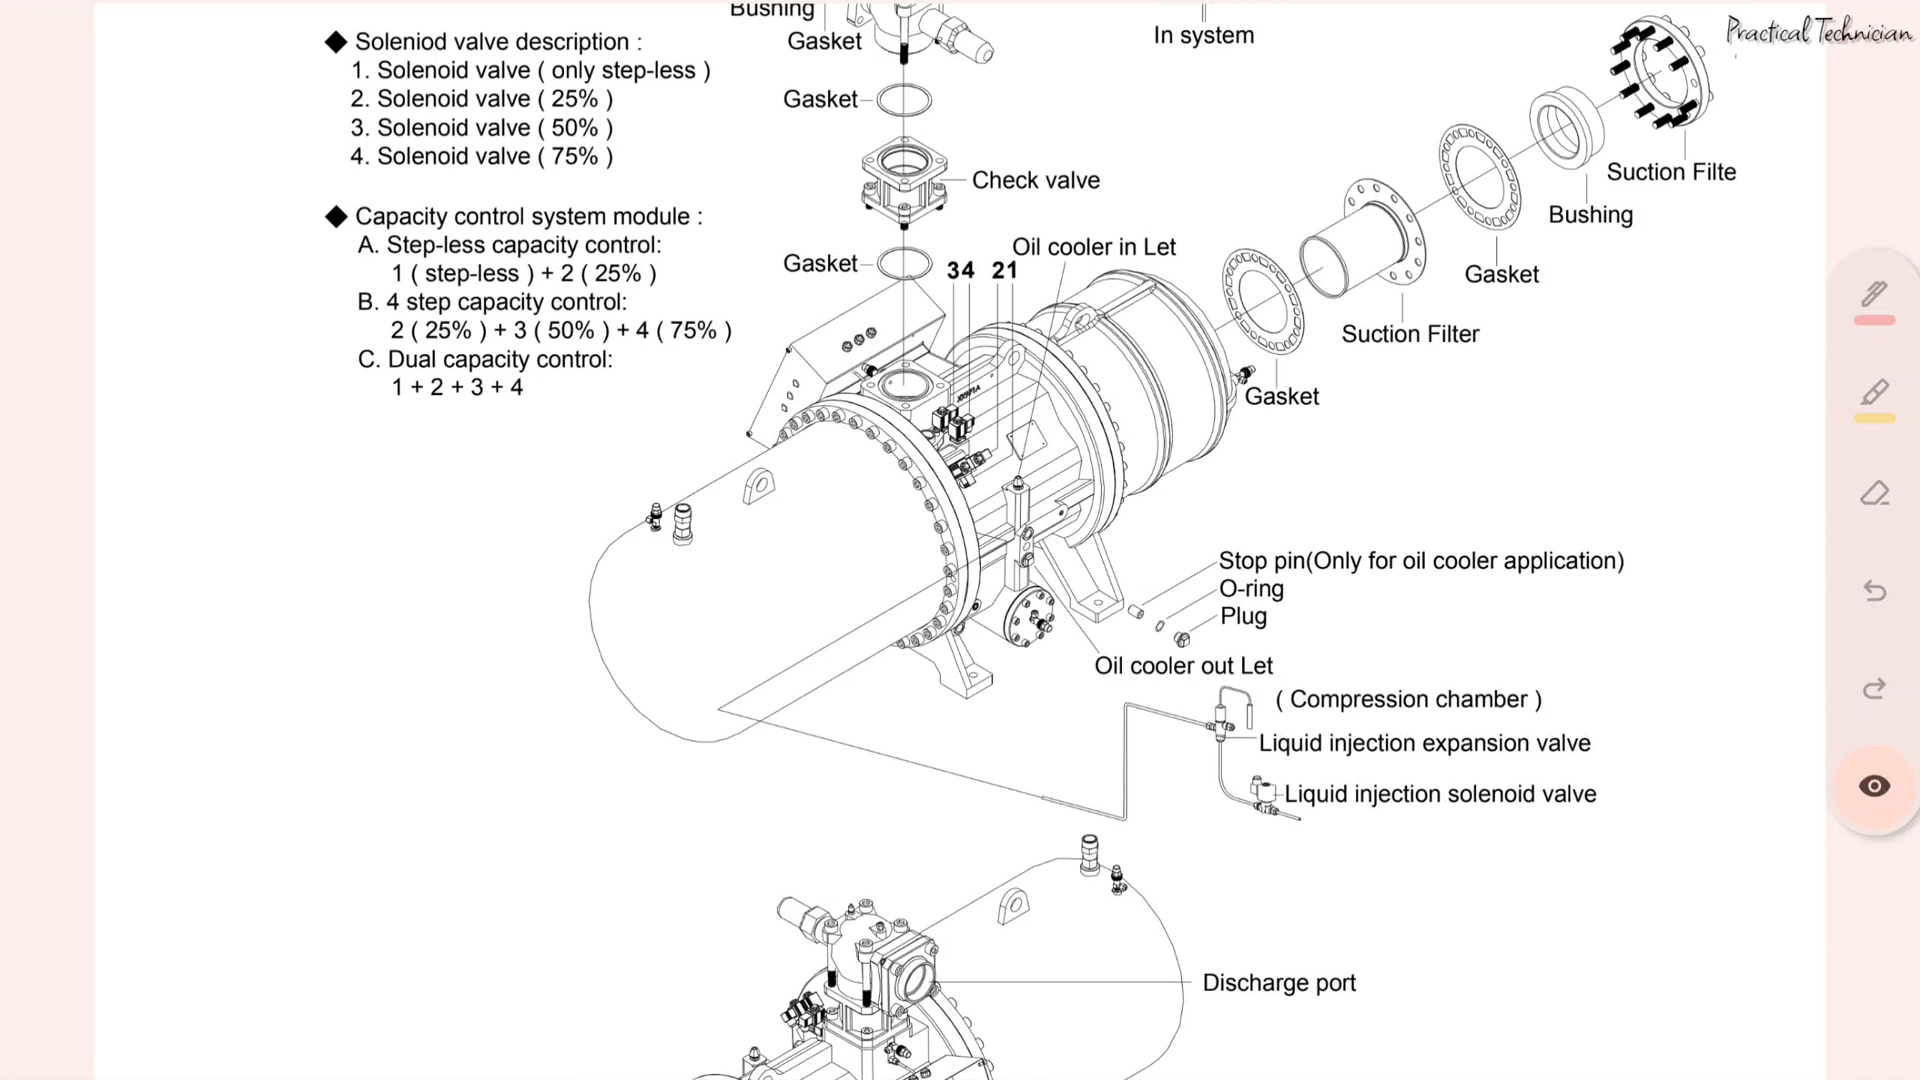 Bushing
Gasket
In system
Practical Technician
◆ Soleniod valve description :
1. Solenoid valve ( only step-less )
2. Solenoid valve ( 25% )
3. Solenoid valve ( 50% )
4. Solenoid valve ( 75% )
Gasket
Check valve
Suction Filte
Bushing
◆ Capacity control system module :
A. Step-less capacity control:
1 ( step-less ) + 2 ( 25% )
B. 4 step capacity control:
2 ( 25% ) + 3 ( 50% ) + 4 ( 75% )
C. Dual capacity control:
1 + 2 + 3 + 4
Gasket
34 21
Oil cooler in Let
Gasket
Suction Filter
Gasket
Stop pin(Only for oil cooler application)
O-ring
Plug
Oil cooler out Let
( Compression chamber )
Liquid injection expansion valve
Liquid injection solenoid valve
Discharge port